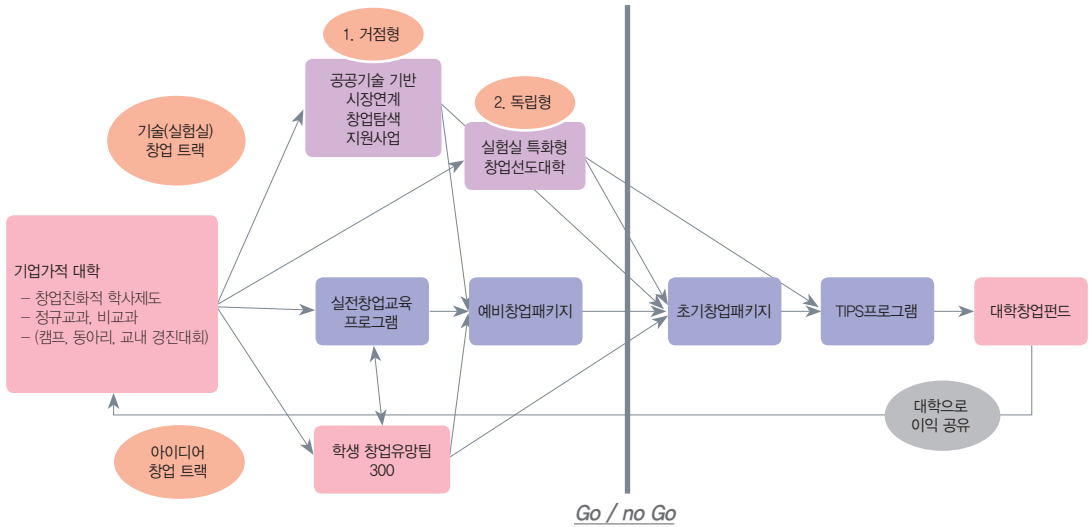 1. 거점형
공공기술 기반
시장연계
창업탐색
지원사업
2. 독립형
실험실 특화형
창업선도대학
기술(실험실)
창업 트랙
기업가적 대학
– 창업친화적 학사제도
– 정규교과, 비교과
– (캠프, 동아리, 교내 경진대회)
실전창업교육
프로그램
예비창업패키지
초기창업패키지
TIPS프로그램
대학창업펀드
대학으로
이익 공유
아이디어
창업 트랙
학생 창업유망팀
300
Go / no Go